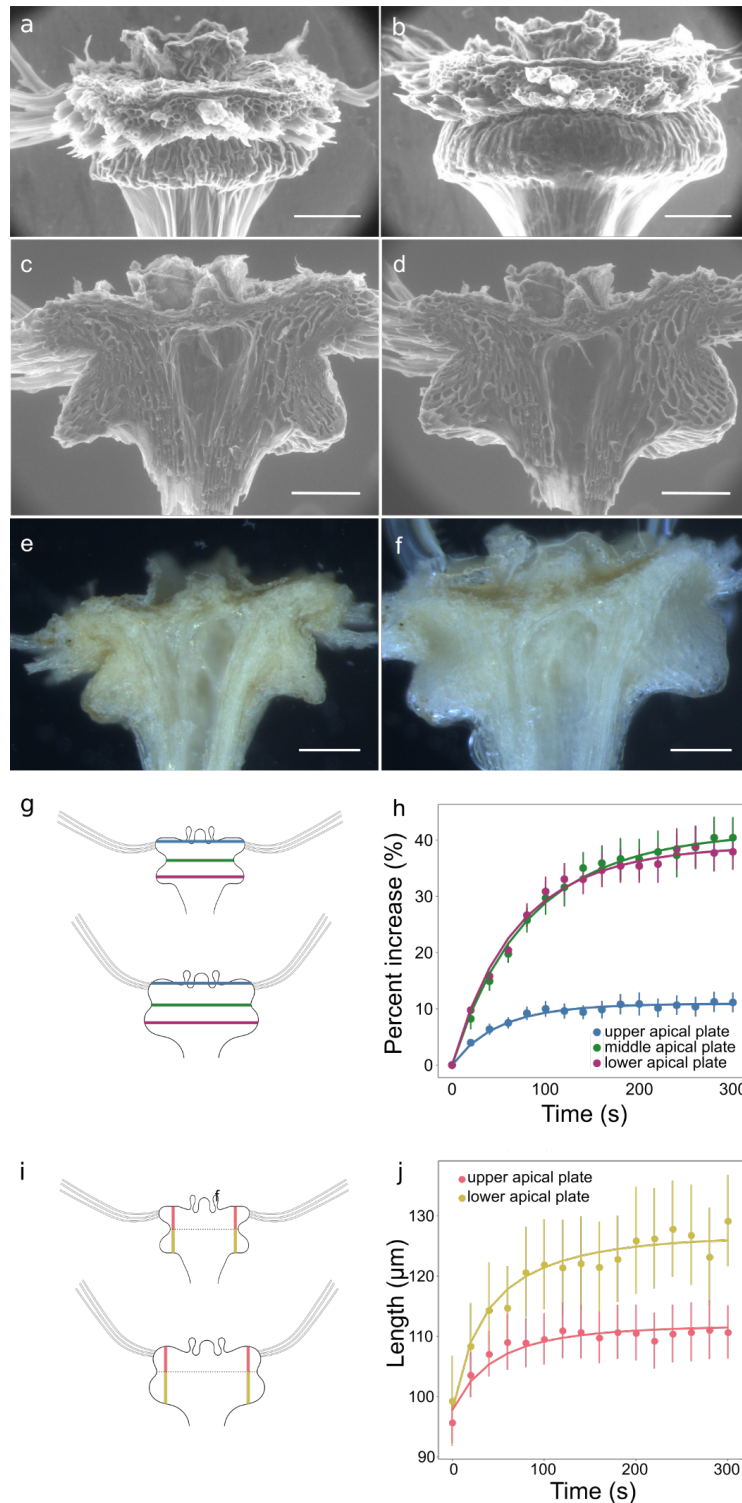 a
b
c
d
e
f
g
h
Percent increase (%)
40
30
20
10
0
upper apical plate
middle apical plate
lower apical plate
0
100
200
300
Time (s)
i
f
j
upper apical plate
lower apical plate
Length (µm)
130
120
110
100
90
0
100
200
300
Time (s)